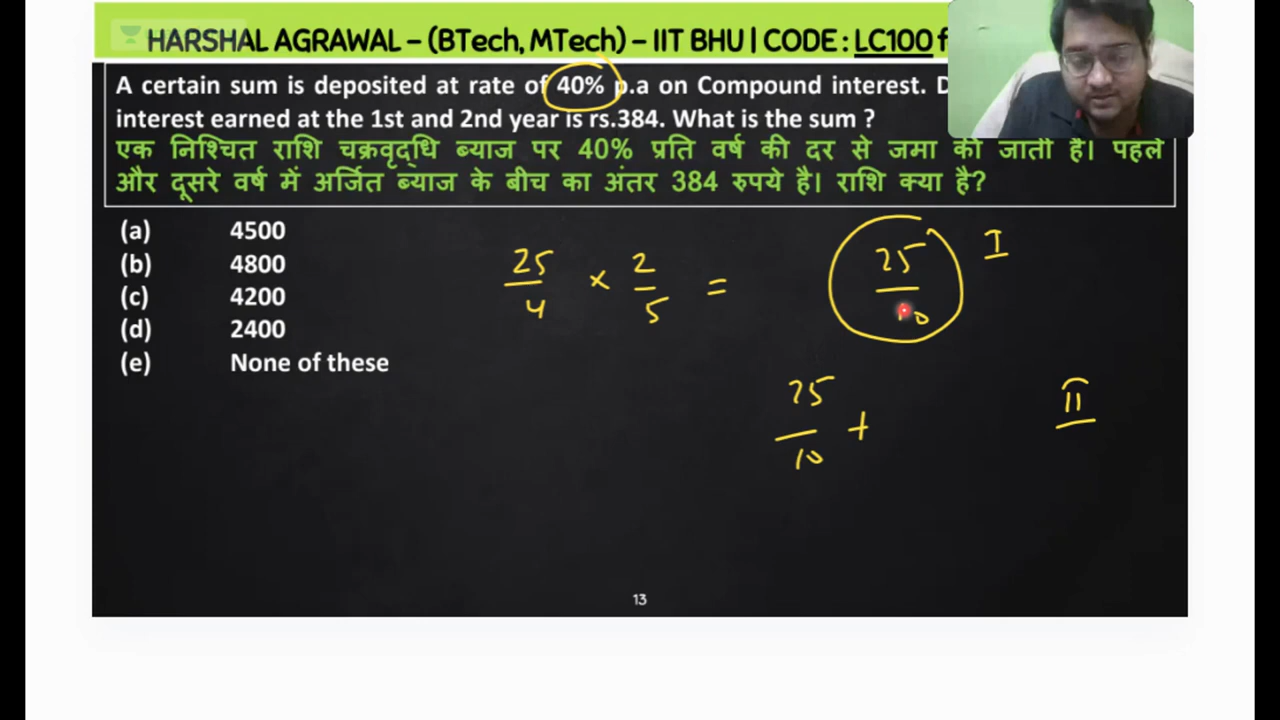 HARSHAL AGRAWAL – (BTech, MTech) – IIT BHU | CODE : LC100 f
A certain sum is deposited at rate of 40% p.a on Compound interest. D
interest earned at the 1st and 2nd year is rs.384. What is the sum ?
एक निश्चित राशि चक्रवृद्धि ब्याज पर 40% प्रति वर्ष की दर से जमा की जाती है। पहले
और दूसरे वर्ष में अर्जित ब्याज के बीच का अंतर 384 रुपये है। राशि क्या है?
(a) 4500
(b) 4800
(c) 4200
(d) 2400
(e) None of these
25/4 × 2/5 = 25/10 I
25/10 + II
13